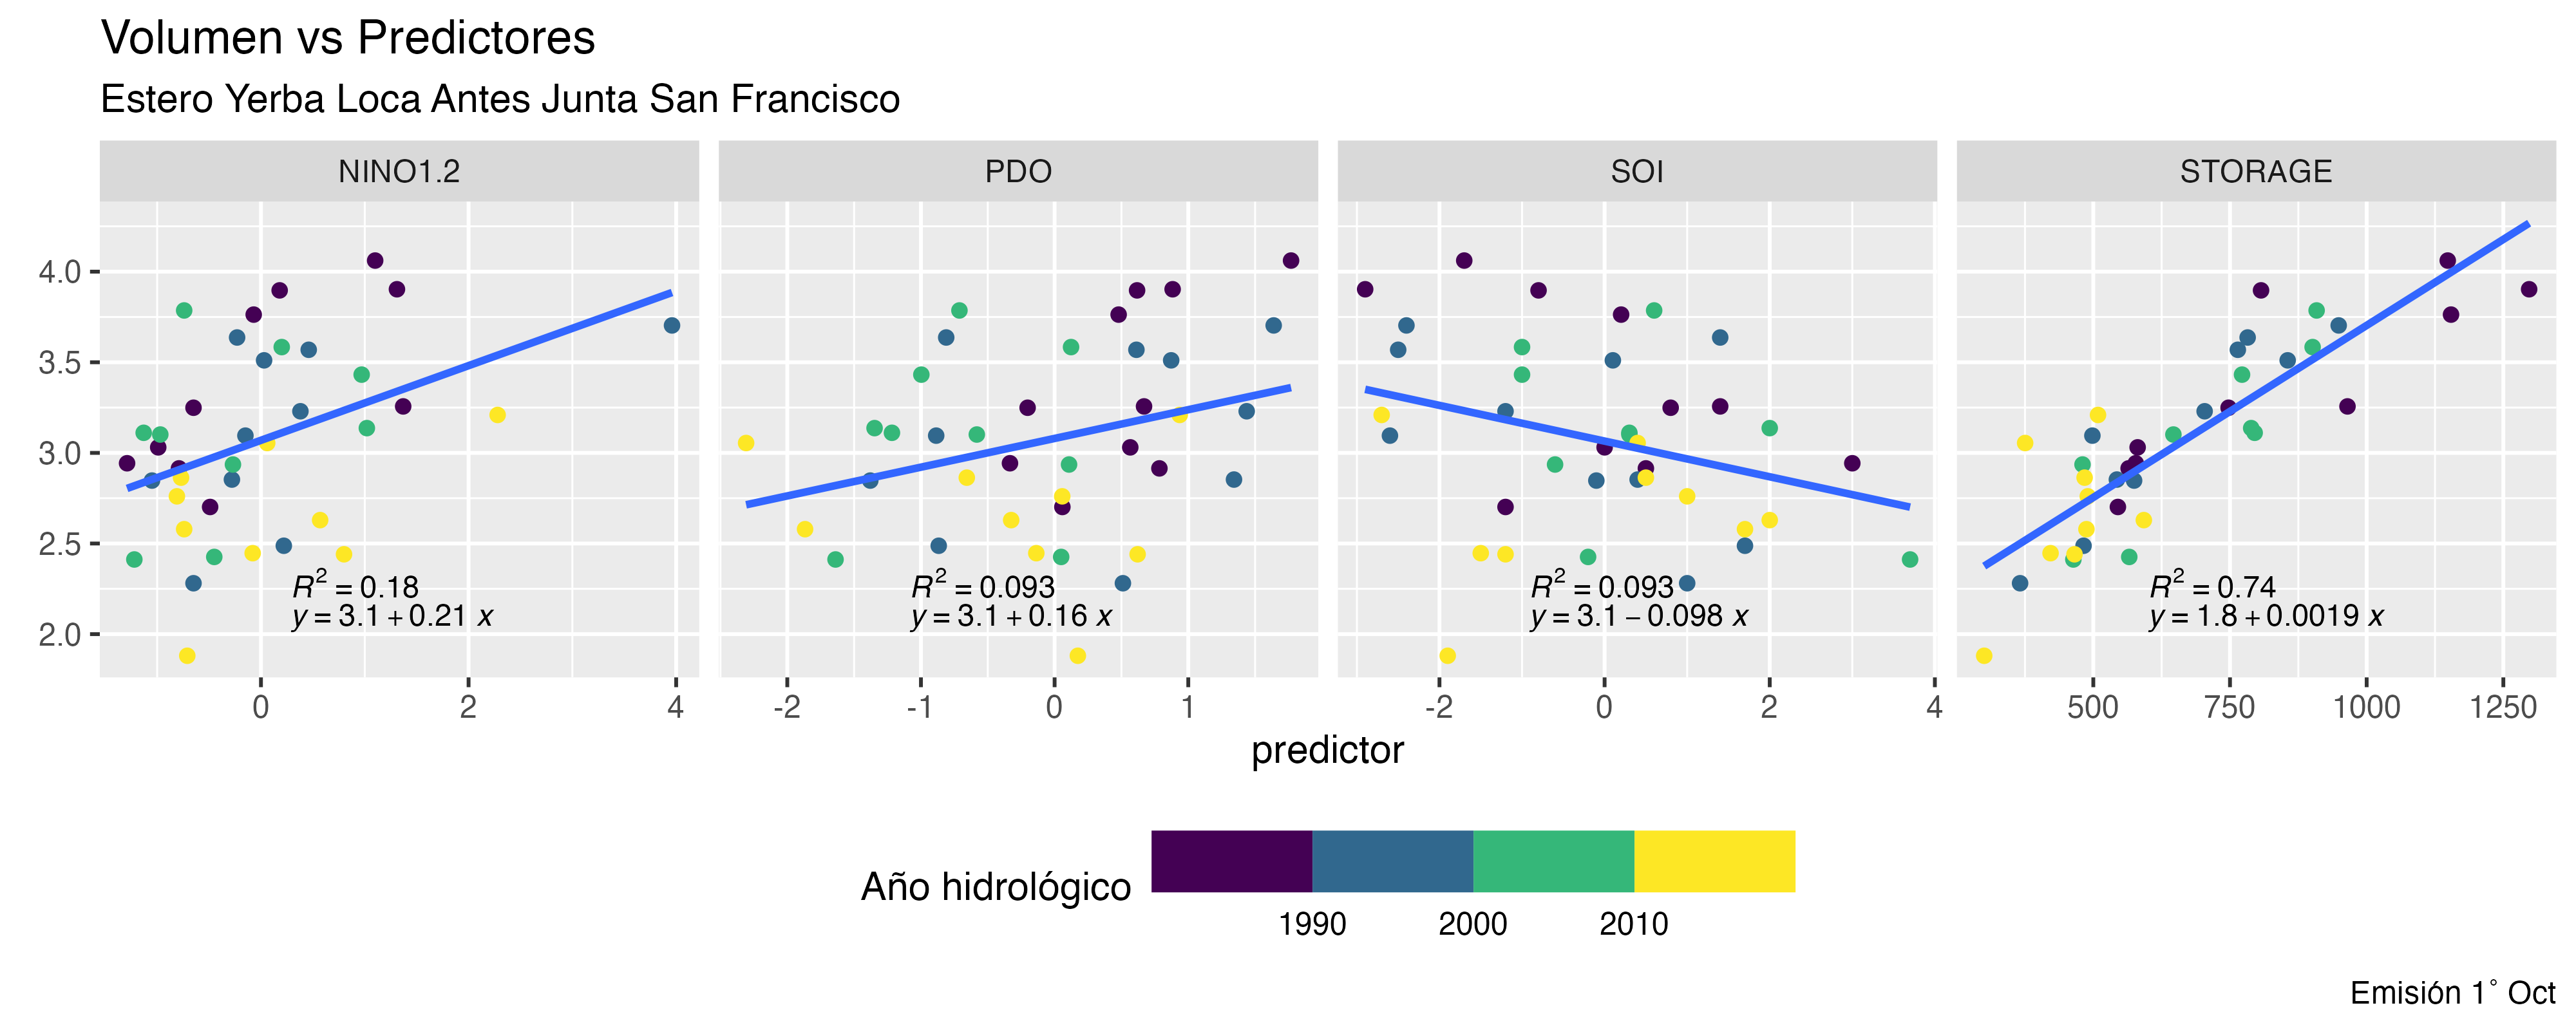 Volumen vs Predictores
Estero Yerba Loca Antes Junta San Francisco
NINO1.2 PDO SOI STORAGE
4.0
3.5
3.0
2.5
2.0
R² = 0.18 R² = 0.093 R² = 0.093 R² = 0.74
y = 3.1 + 0.21 x y = 3.1 + 0.16 x y = 3.1 − 0.098 x y = 1.8 + 0.0019 x
0 2 4 -2 -1 0 1 -2 0 2 4 500 750 1000 1250
predictor
Año hidrológico
1990 2000 2010
Emisión 1˚ Oct